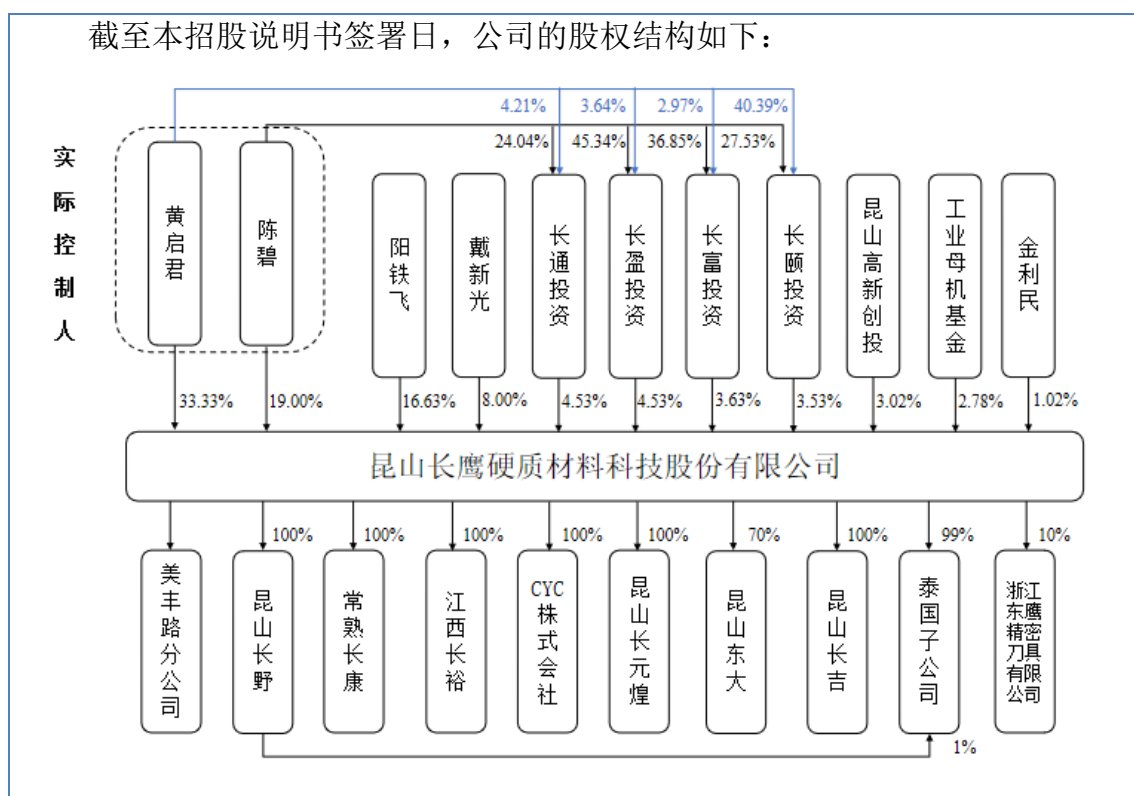 截至本招股说明书签署日，公司的股权结构如下：
4.21% 3.64% 2.97% 40.39%
24.04% 45.34% 36.85% 27.53%
实际控制人
黄启君
陈碧
阳铁飞
戴新光
长通投资
长盈投资
长富投资
长颐投资
昆山高新创投
工业母机基金
金利民
33.33% 19.00% 16.63% 8.00% 4.53% 4.53% 3.63% 3.53% 3.02% 2.78% 1.02%
昆山长鹰硬质材料科技股份有限公司
100% 100% 100% 100% 100% 70% 100% 99% 10%
美丰路分公司
昆山长野
常熟长康
江西长裕
CYC株式会社
昆山长元煌
昆山东大
昆山长吉
泰国子公司
浙江
东鹰
精密
刀具
有限
公司
1%